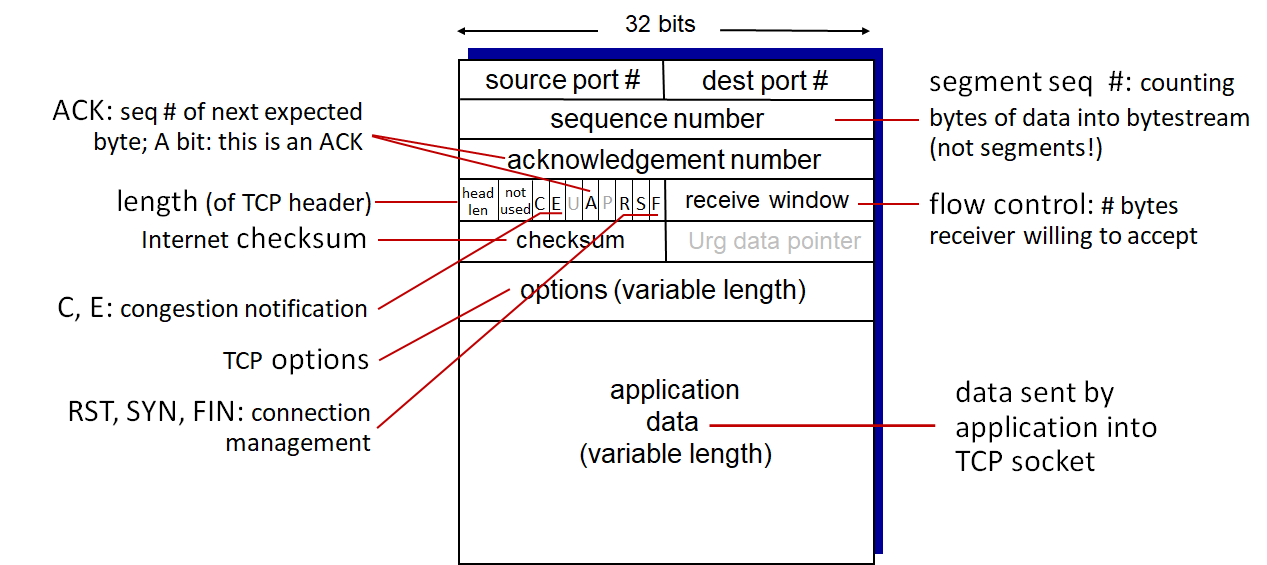 32 bits
source port #
dest port #
sequence number
acknowledgement number
head
len
not
used
C
E
U
A
P
R
S
F
receive window
checksum
Urg data pointer
options (variable length)
application
data
(variable length)
ACK: seq # of next expected
byte; A bit: this is an ACK
length (of TCP header)
Internet checksum
C, E: congestion notification
TCP options
RST, SYN, FIN: connection
management
segment seq #: counting
bytes of data into bytestream
(not segments!)
flow control: # bytes
receiver willing to accept
data sent by
application into
TCP socket